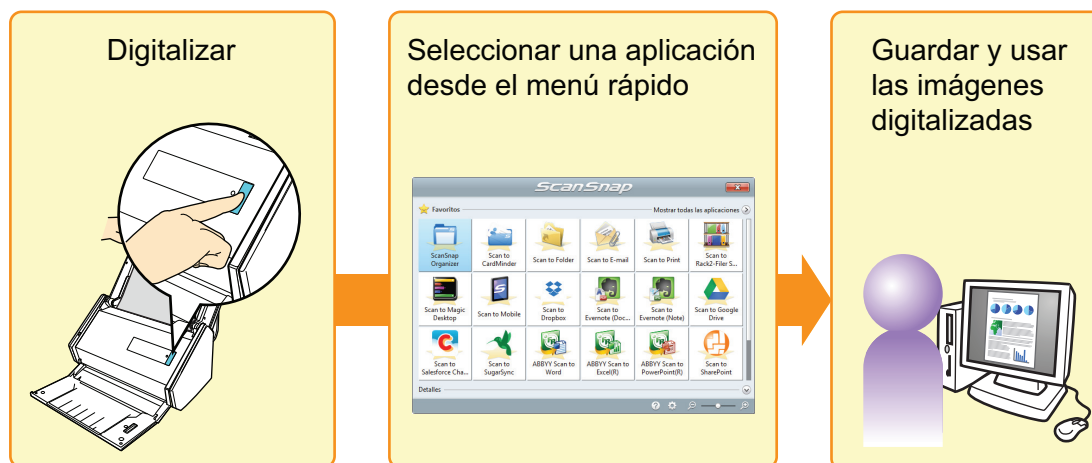 Digitalizar
Seleccionar una aplicación
desde el menú rápido
ScanSnap
Favoritos
Mostrar todas las aplicaciones
ScanSnap
Organizer
Scan to
CardMinder
Scan to Folder
Scan to E-mail
Scan to Print
Scan to
Rack2-Filer S...
Scan to Magic
Desktop
Scan to Mobile
Scan to
Dropbox
Scan to
Evernote (Doc...
Scan to
Evernote (Note)
Scan to Google
Drive
Scan to
Salesforce Cha...
Scan to
SugarSync
ABBYY Scan to
Word
ABBYY Scan to
Excel(R)
ABBYY Scan to
PowerPoint(R)
Scan to
SharePoint
Detalles
Guardar y usar
las imágenes
digitalizadas